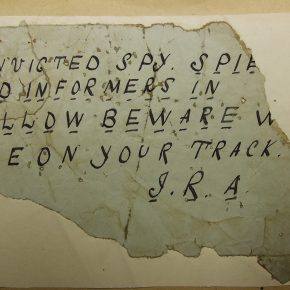 NVICTED SPY. SPIE
D INFORMERS IN
LLOW BEWARE W
E ON YOUR TRACK.
I. R. A.